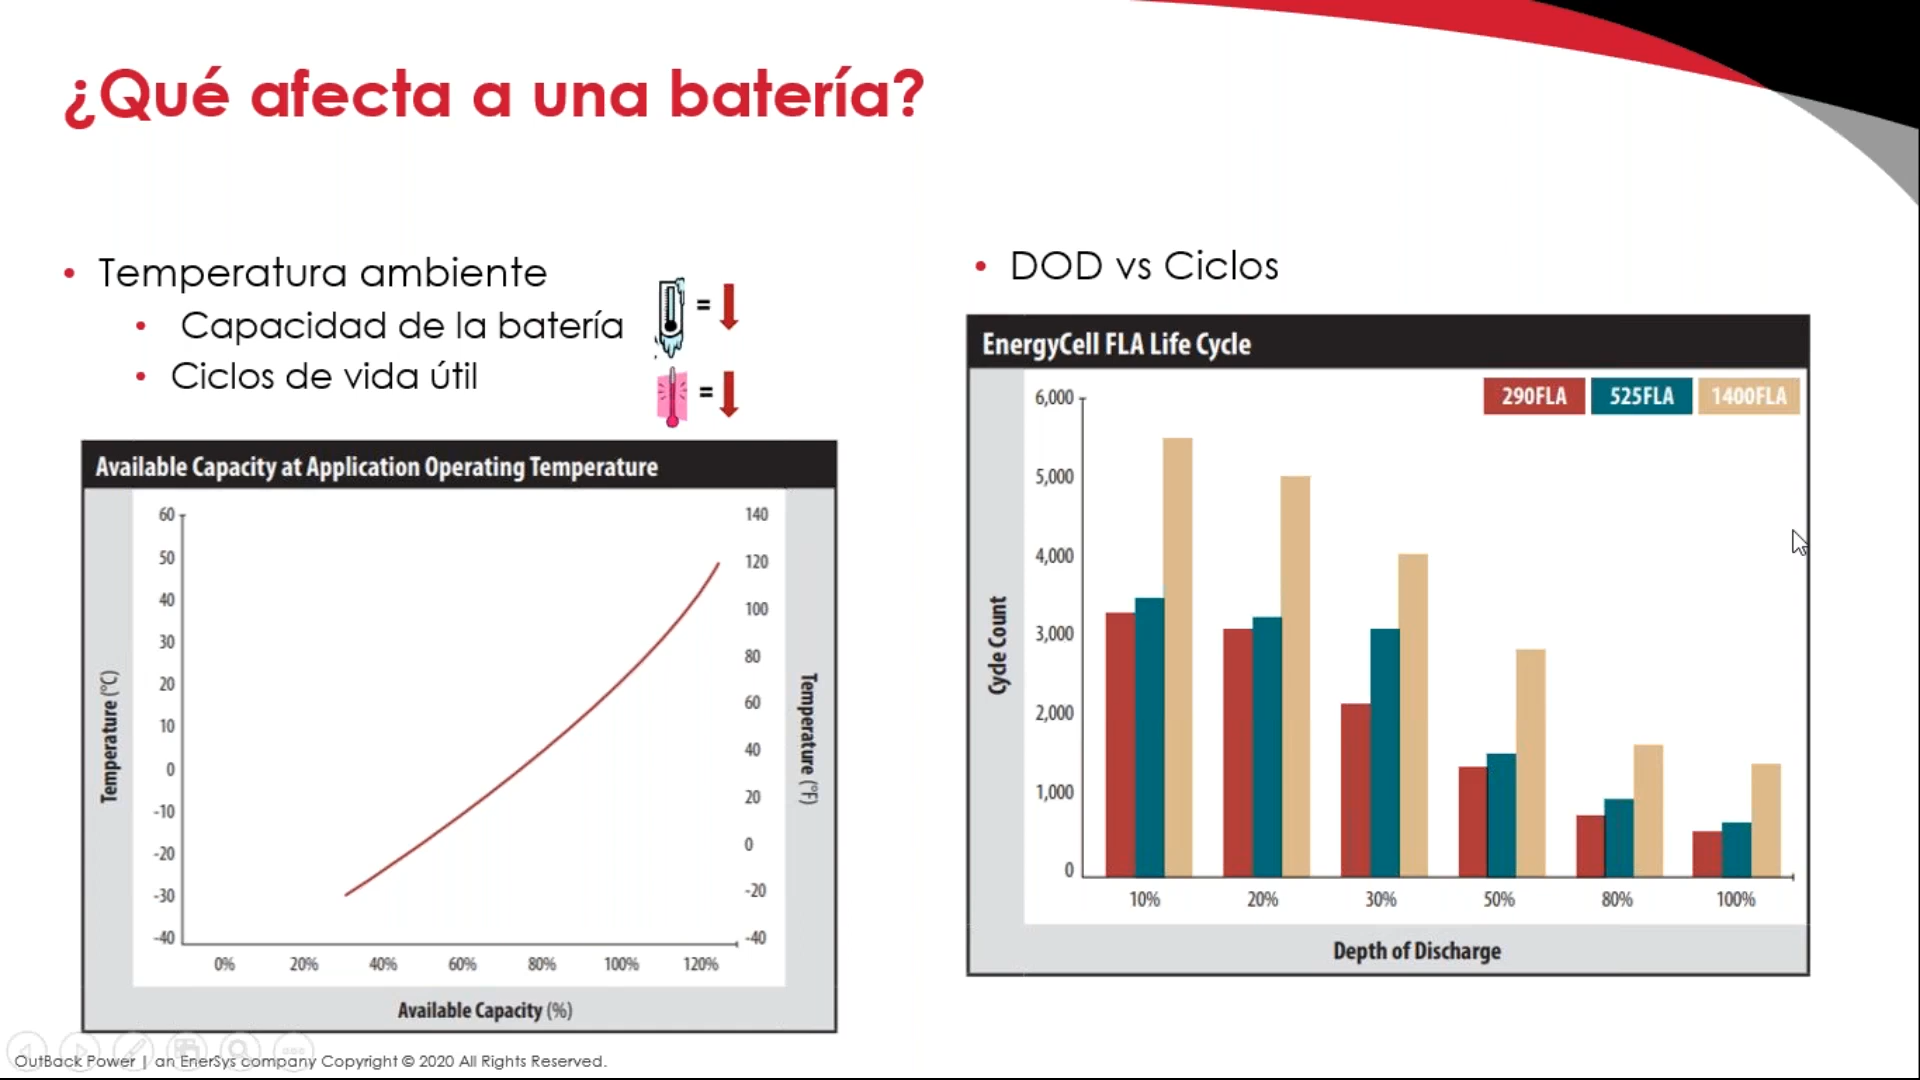 ¿Qué afecta a una batería?
• Temperatura ambiente
• Capacidad de la batería
=
• Ciclos de vida útil
=
Available Capacity at Application Operating Temperature
Temperature (°C)
60
50
40
30
20
10
0
-10
-20
-30
-40
140
120
100
80
60
40
20
0
-20
-40
Temperature (°F)
0% 20% 40% 60% 80% 100% 120%
Available Capacity (%)
• DOD vs Ciclos
EnergyCell FLA Life Cycle
290FLA 525FLA 1400FLA
Cycle Count
6,000
5,000
4,000
3,000
2,000
1,000
0
10% 20% 30% 50% 80% 100%
Depth of Discharge
OutBack Power | an EnerSys company Copyright © 2020 All Rights Reserved.